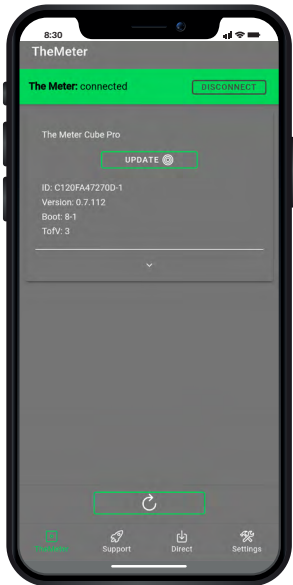 8:30
TheMeter
The Meter: connected
DISCONNECT
The Meter Cube Pro
UPDATE
ID: C120FA47270D-1
Version: 0.7.112
Boot: 8-1
TofV: 3
TheMeter Support Direct Settings